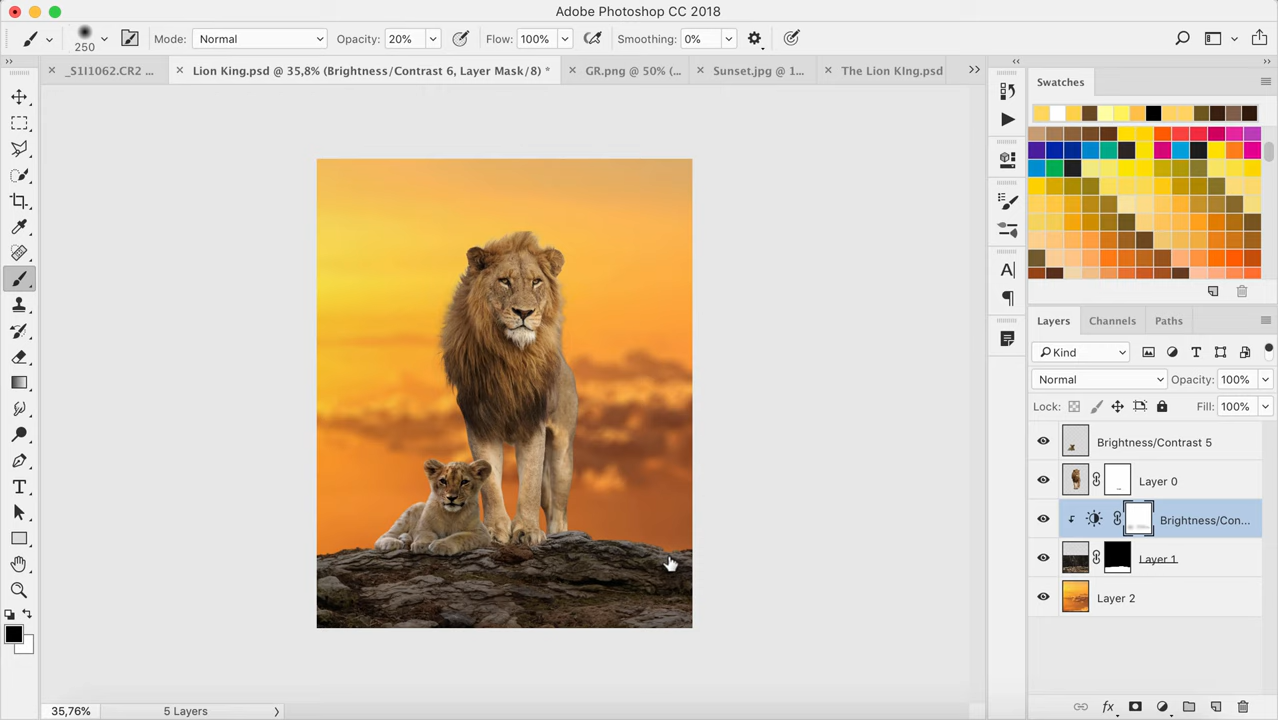 Adobe Photoshop CC 2018
250
Mode: Normal
Opacity: 20%
Flow: 100%
Smoothing: 0%
_S1I1062.CR2 ...
Lion King.psd @ 35,8% (Brightness/Contrast 6, Layer Mask/8) *
GR.png @ 50% (...
Sunset.jpg @ 1...
The Lion KIng.psd
Swatches
Layers
Channels
Paths
Kind
Normal
Opacity: 100%
Lock:
Fill: 100%
Brightness/Contrast 5
Layer 0
Brightness/Con...
Layer 1
Layer 2
35,76%
5 Layers
fx